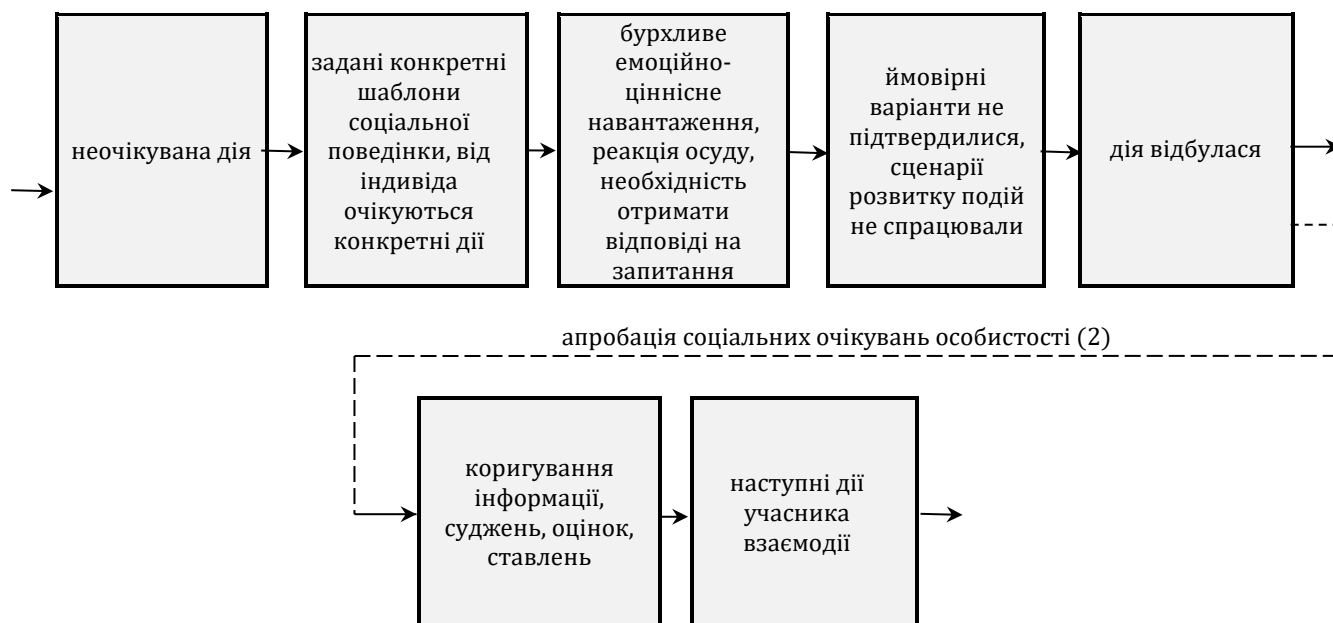 неочікувана дія
задані конкретні
шаблони
соціальної
поведінки, від
індивіда
очікуються
конкретні дії
бурхливе
емоційно-
ціннісне
навантаження,
реакція осуду,
необхідність
отримати
відповіді на
запитання
ймовірні
варіанти не
підтвердилися,
сценарії
розвитку подій
не спрацювали
дія відбулася
апробація соціальних очікувань особистості (2)
коригування
інформації,
суджень, оцінок,
ставлень
наступні дії
учасника
взаємодії